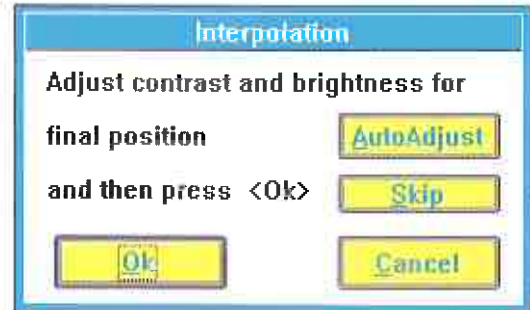 Interpolation
Adjust contrast and brightness for
final position
AutoAdjust
and then press <Ok>
Skip
Ok
Cancel